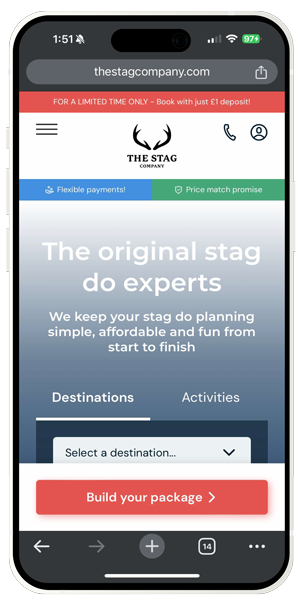 1:51
97
thestagcompany.com
FOR A LIMITED TIME ONLY - Book with just £1 deposit!
THE STAG
COMPANY
Flexible payments!
Price match promise
The original stag
do experts
We keep your stag do planning
simple, affordable and fun from
start to finish
Destinations
Activities
Select a destination...
Build your package
14